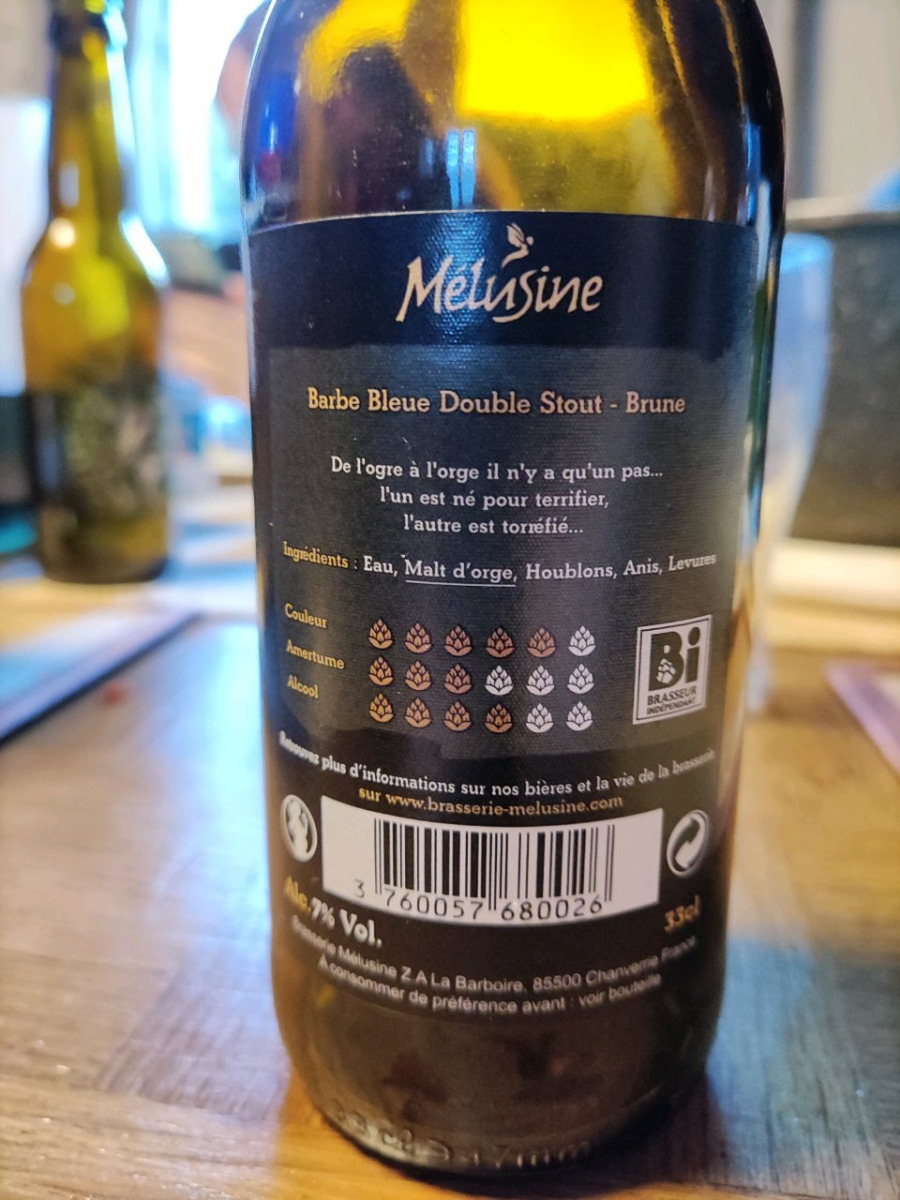 Mélusine
Barbe Bleue Double Stout - Brune
De l'ogre à l'orge il n'y a qu'un pas...
l'un est né pour terrifier,
l'autre est torréfié...
Ingrédients : Eau, Malt d'orge, Houblons, Anis, Levures
Couleur
Amertume
Alcool
Bi
BRASSEUR
INDÉPENDANT
Retrouvez plus d'informations sur nos bières et la vie de la brasserie
sur www.brasserie-melusine.com
3 760057 680026
Alc. 7% Vol.
33cl
Brasserie Mélusine Z.A La Barboire, 85500 Chanverrie France
A consommer de préférence avant : voir bouteille